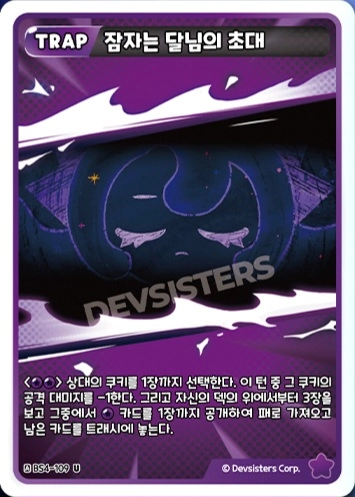 TRAP 잠자는 달님의 초대
DEVSISTERS
<●●> 상대의 쿠키를 1장까지 선택한다. 이 턴 중 그 쿠키의
공격 대미지를 -1한다. 그리고 자신의 덱의 위에서부터 3장을
보고 그중에서 ● 카드를 1장까지 공개하여 패로 가져오고
남은 카드를 트래시에 놓는다.
A BS4-109 U
© Devsisters Corp.